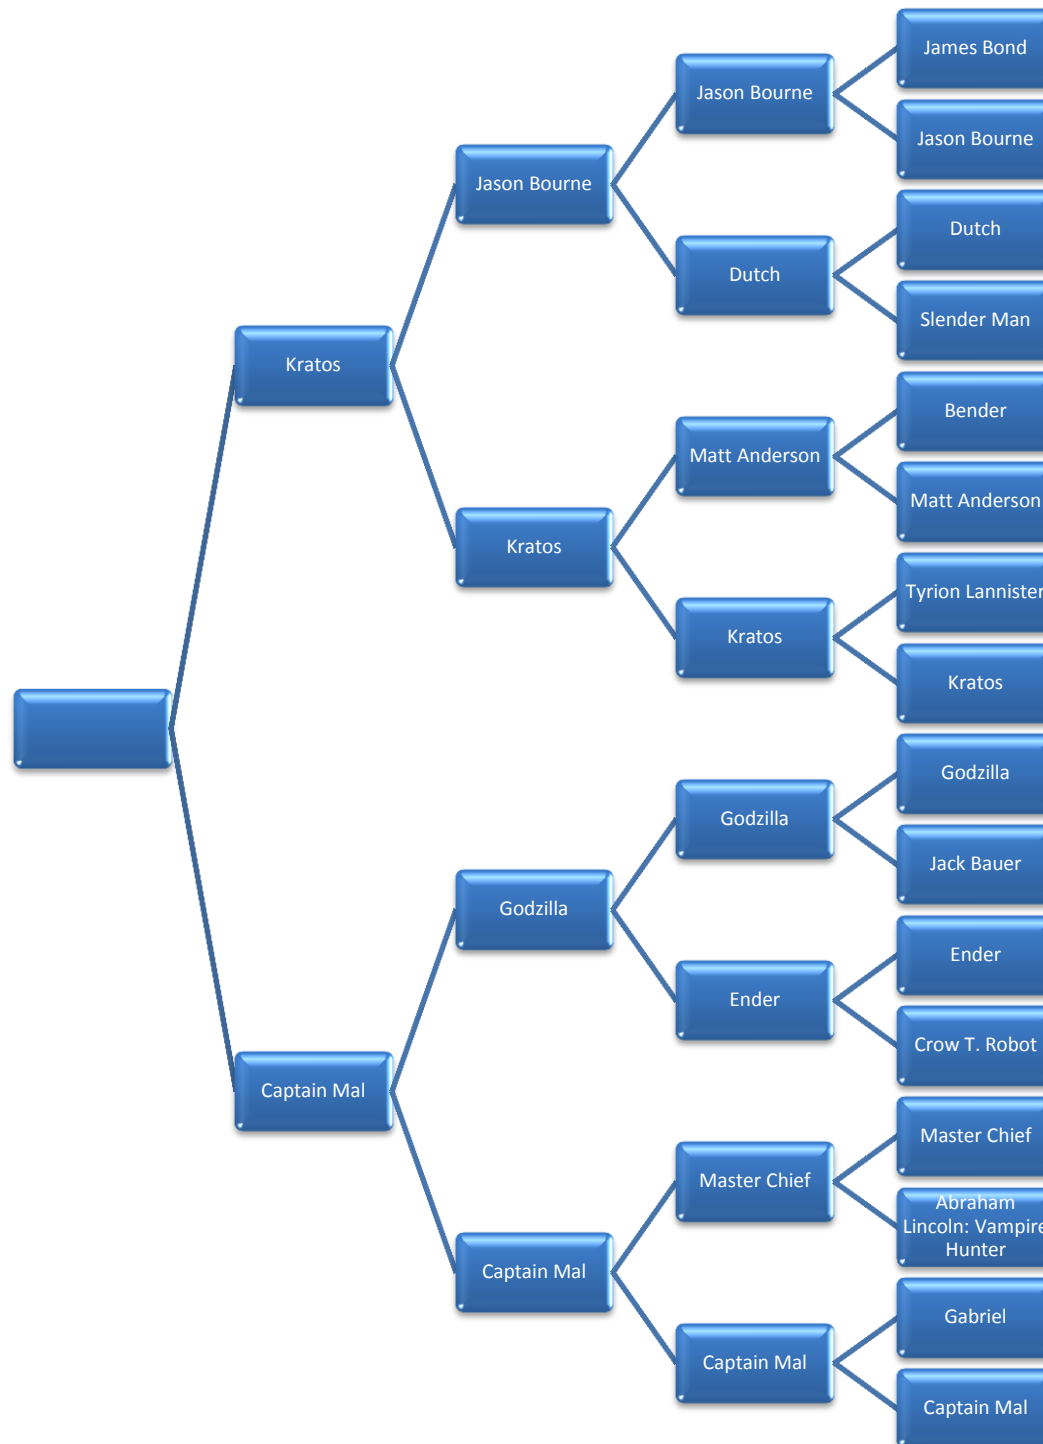 James Bond
Jason Bourne
Jason Bourne
Jason Bourne
Dutch
Dutch
Slender Man
Kratos
Bender
Matt Anderson
Matt Anderson
Kratos
Tyrion Lannister
Kratos
Kratos
Godzilla
Godzilla
Jack Bauer
Godzilla
Ender
Ender
Crow T. Robot
Captain Mal
Master Chief
Master Chief
Abraham
Lincoln: Vampire
Hunter
Captain Mal
Gabriel
Captain Mal
Captain Mal